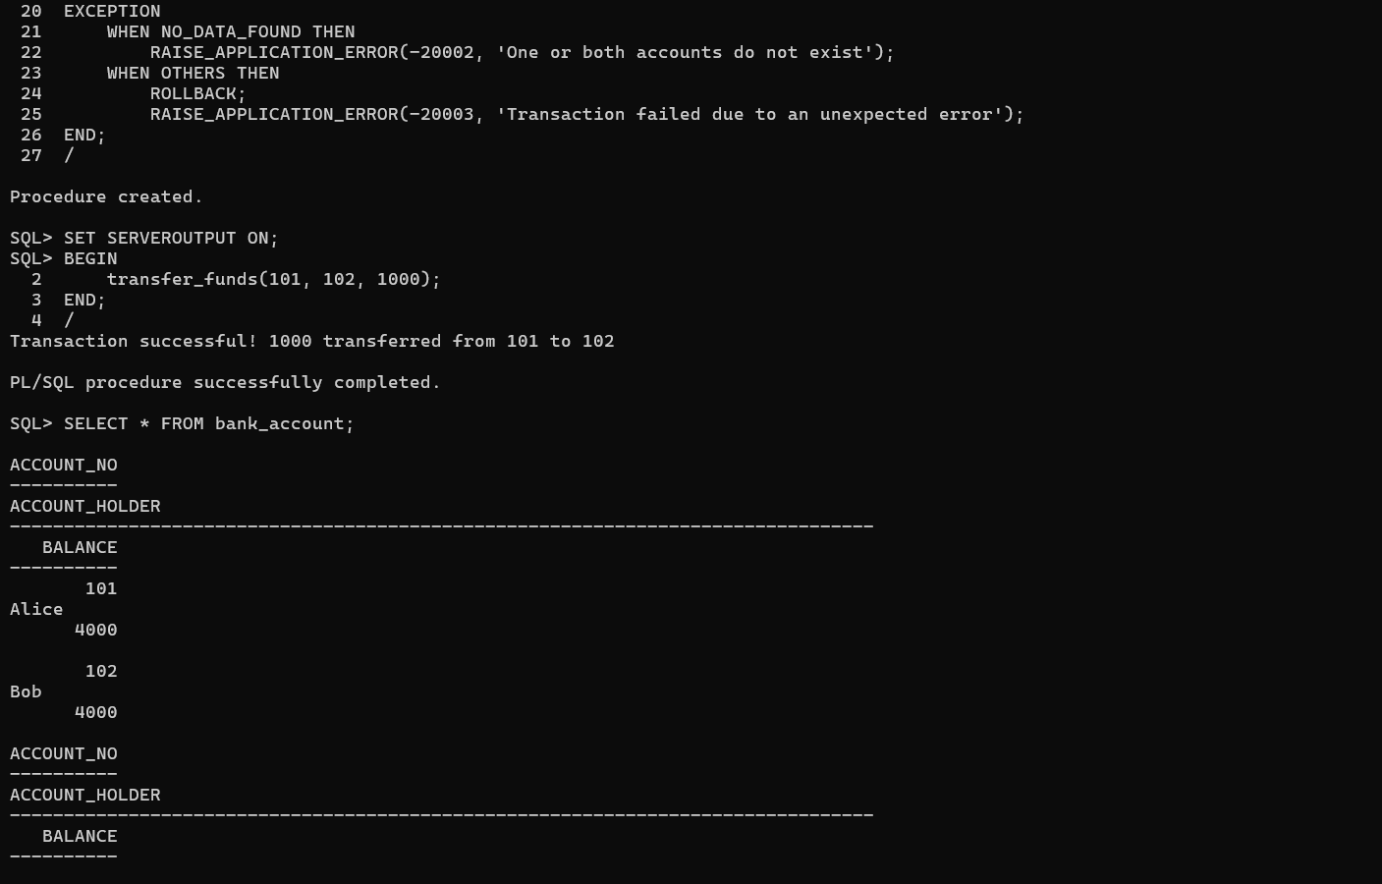 20  EXCEPTION
21      WHEN NO_DATA_FOUND THEN
22          RAISE_APPLICATION_ERROR(-20002, 'One or both accounts do not exist');
23      WHEN OTHERS THEN
24          ROLLBACK;
25          RAISE_APPLICATION_ERROR(-20003, 'Transaction failed due to an unexpected error');
26  END;
27  /
Procedure created.
SQL> SET SERVEROUTPUT ON;
SQL> BEGIN
  2      transfer_funds(101, 102, 1000);
  3  END;
  4  /
Transaction successful! 1000 transferred from 101 to 102
PL/SQL procedure successfully completed.
SQL> SELECT * FROM bank_account;
ACCOUNT_NO
----------
ACCOUNT_HOLDER
--------------------------------------------------------------------------------
   BALANCE
----------
       101
Alice
      4000
       102
Bob
      4000
ACCOUNT_NO
----------
ACCOUNT_HOLDER
--------------------------------------------------------------------------------
   BALANCE
----------